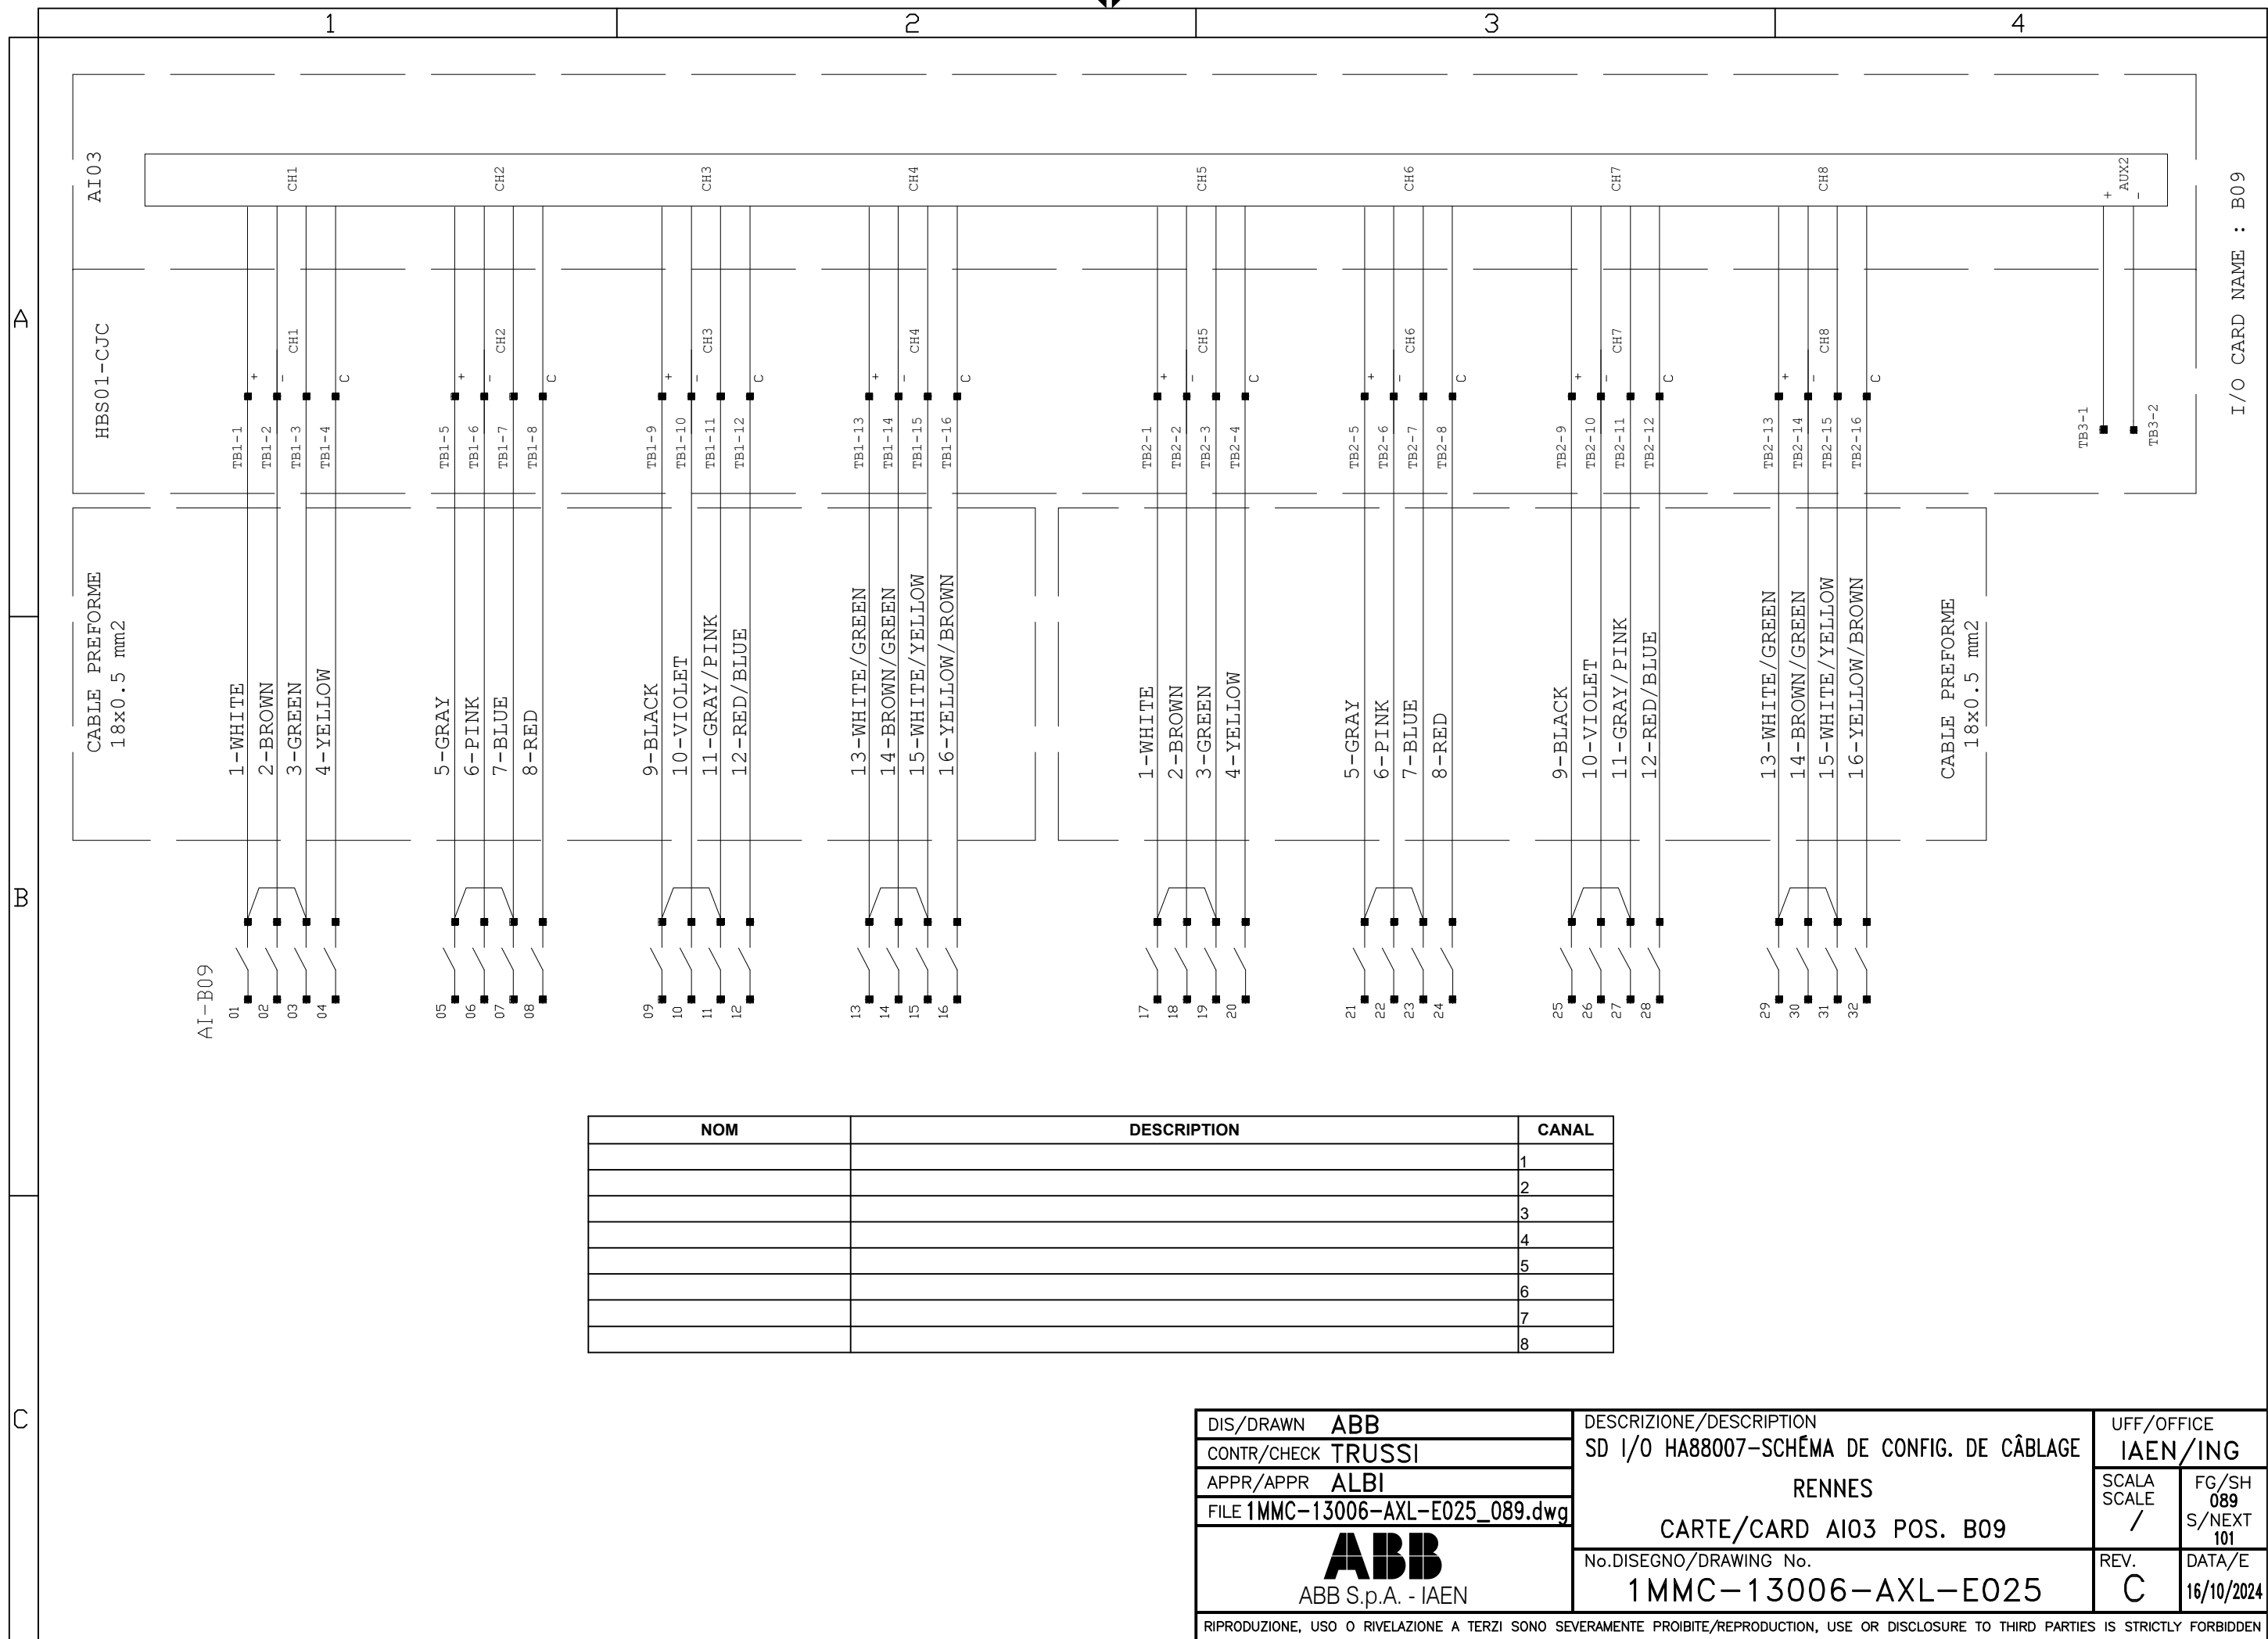 1 2 3 4
A
B
C
AI03
CH1 CH2 CH3 CH4 CH5 CH6 CH7 CH8
+ AUX2 -
I/O CARD NAME : B09
HBS01-CJC
CH1 CH2 CH3 CH4 CH5 CH6 CH7 CH8
+ - C + - C + - C + - C + - C + - C + - C + - C
TB1-1 TB1-2 TB1-3 TB1-4
TB1-5 TB1-6 TB1-7 TB1-8
TB1-9 TB1-10 TB1-11 TB1-12
TB1-13 TB1-14 TB1-15 TB1-16
TB2-1 TB2-2 TB2-3 TB2-4
TB2-5 TB2-6 TB2-7 TB2-8
TB2-9 TB2-10 TB2-11 TB2-12
TB2-13 TB2-14 TB2-15 TB2-16
TB3-1 TB3-2
CABLE PREFORME
18x0.5 mm2
1-WHITE
2-BROWN
3-GREEN
4-YELLOW
5-GRAY
6-PINK
7-BLUE
8-RED
9-BLACK
10-VIOLET
11-GRAY/PINK
12-RED/BLUE
13-WHITE/GREEN
14-BROWN/GREEN
15-WHITE/YELLOW
16-YELLOW/BROWN
1-WHITE
2-BROWN
3-GREEN
4-YELLOW
5-GRAY
6-PINK
7-BLUE
8-RED
9-BLACK
10-VIOLET
11-GRAY/PINK
12-RED/BLUE
13-WHITE/GREEN
14-BROWN/GREEN
15-WHITE/YELLOW
16-YELLOW/BROWN
CABLE PREFORME
18x0.5 mm2
AI-B09
01 02 03 04
05 06 07 08
09 10 11 12
13 14 15 16
17 18 19 20
21 22 23 24
25 26 27 28
29 30 31 32
NOM DESCRIPTION CANAL
1
2
3
4
5
6
7
8
DIS/DRAWN ABB
CONTR/CHECK TRUSSI
APPR/APPR ALBI
FILE 1MMC-13006-AXL-E025_089.dwg
ABB
ABB S.p.A. - IAEN
DESCRIZIONE/DESCRIPTION
SD I/O HA88007-SCHÉMA DE CONFIG. DE CÂBLAGE
RENNES
CARTE/CARD AI03 POS. B09
No.DISEGNO/DRAWING No.
1MMC-13006-AXL-E025
UFF/OFFICE
IAEN/ING
SCALA
SCALE
/
FG/SH
089
S/NEXT
101
REV.
C
DATA/E
16/10/2024
RIPRODUZIONE, USO O RIVELAZIONE A TERZI SONO SEVERAMENTE PROIBITE/REPRODUCTION, USE OR DISCLOSURE TO THIRD PARTIES IS STRICTLY FORBIDDEN